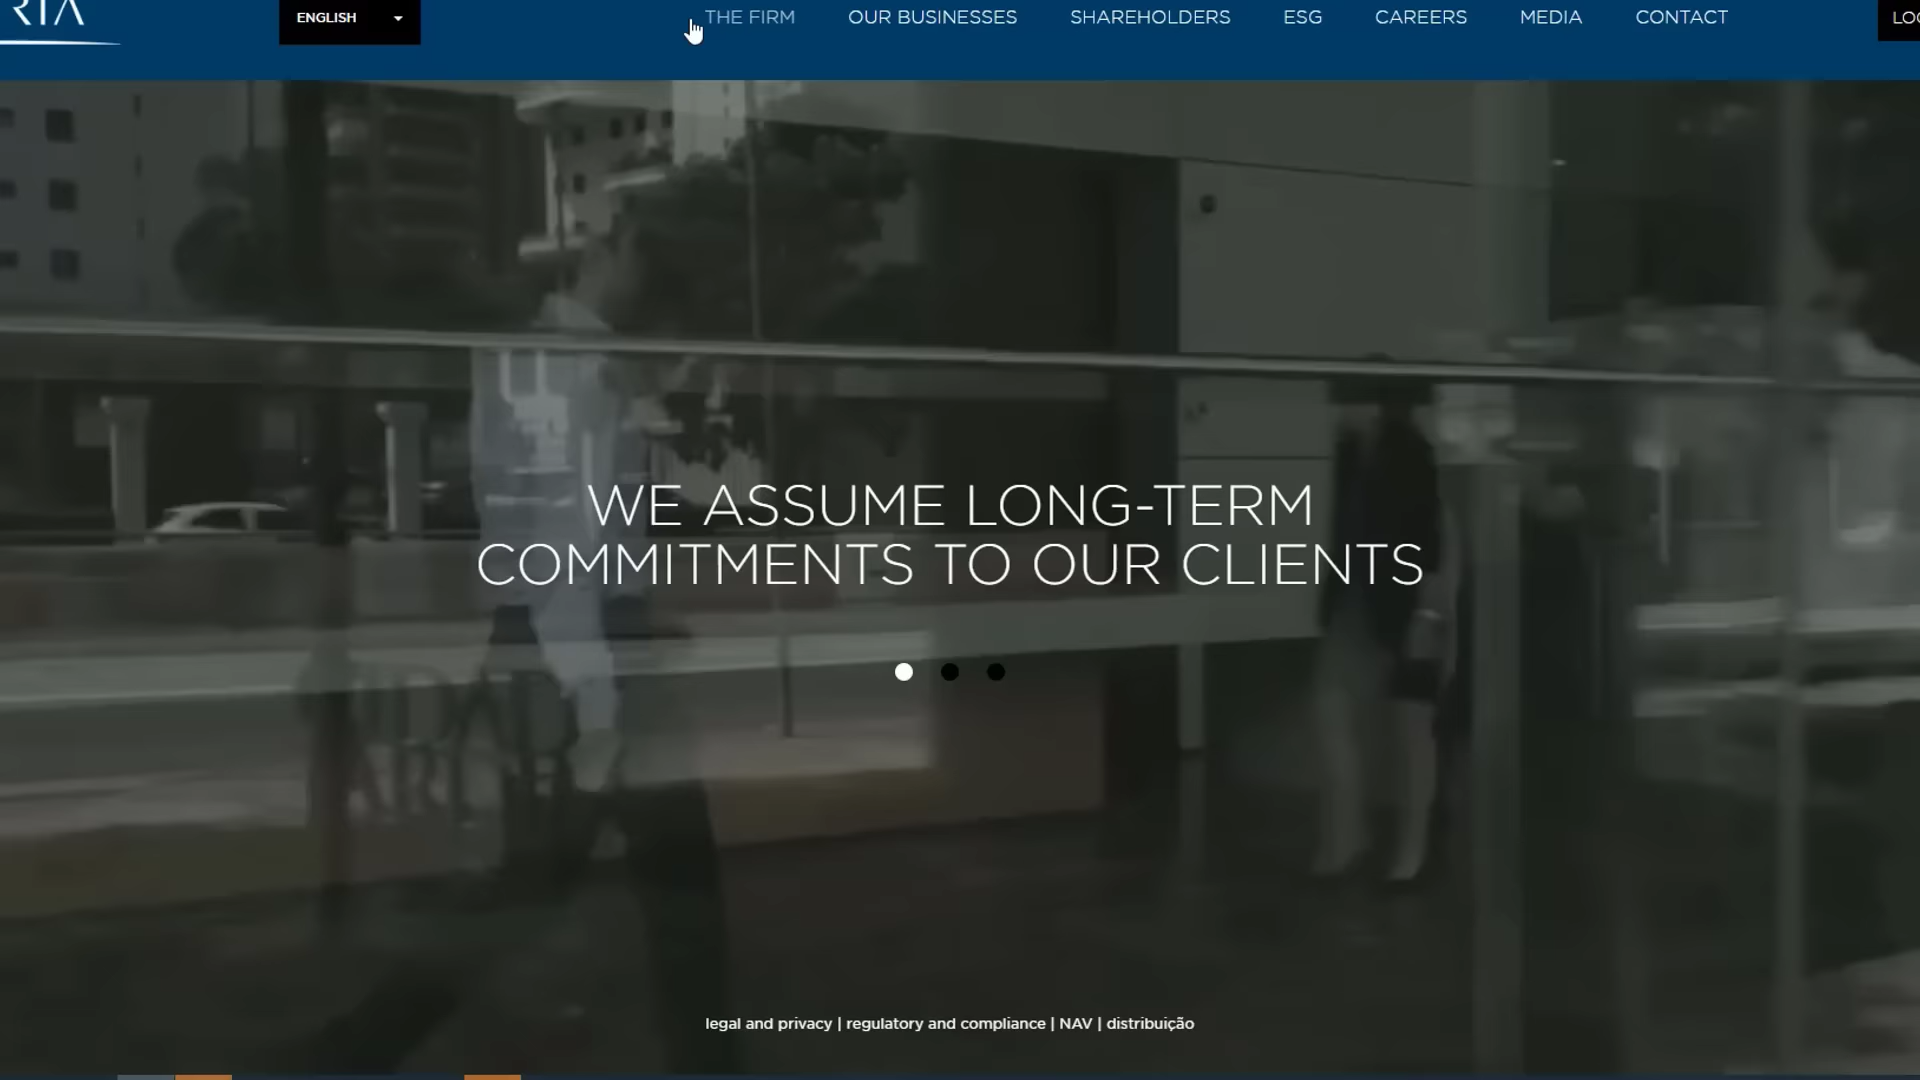 ENGLISH
THE FIRM
OUR BUSINESSES
SHAREHOLDERS
ESG
CAREERS
MEDIA
CONTACT
WE ASSUME LONG-TERM
COMMITMENTS TO OUR CLIENTS
legal and privacy | regulatory and compliance | NAV | distribuição